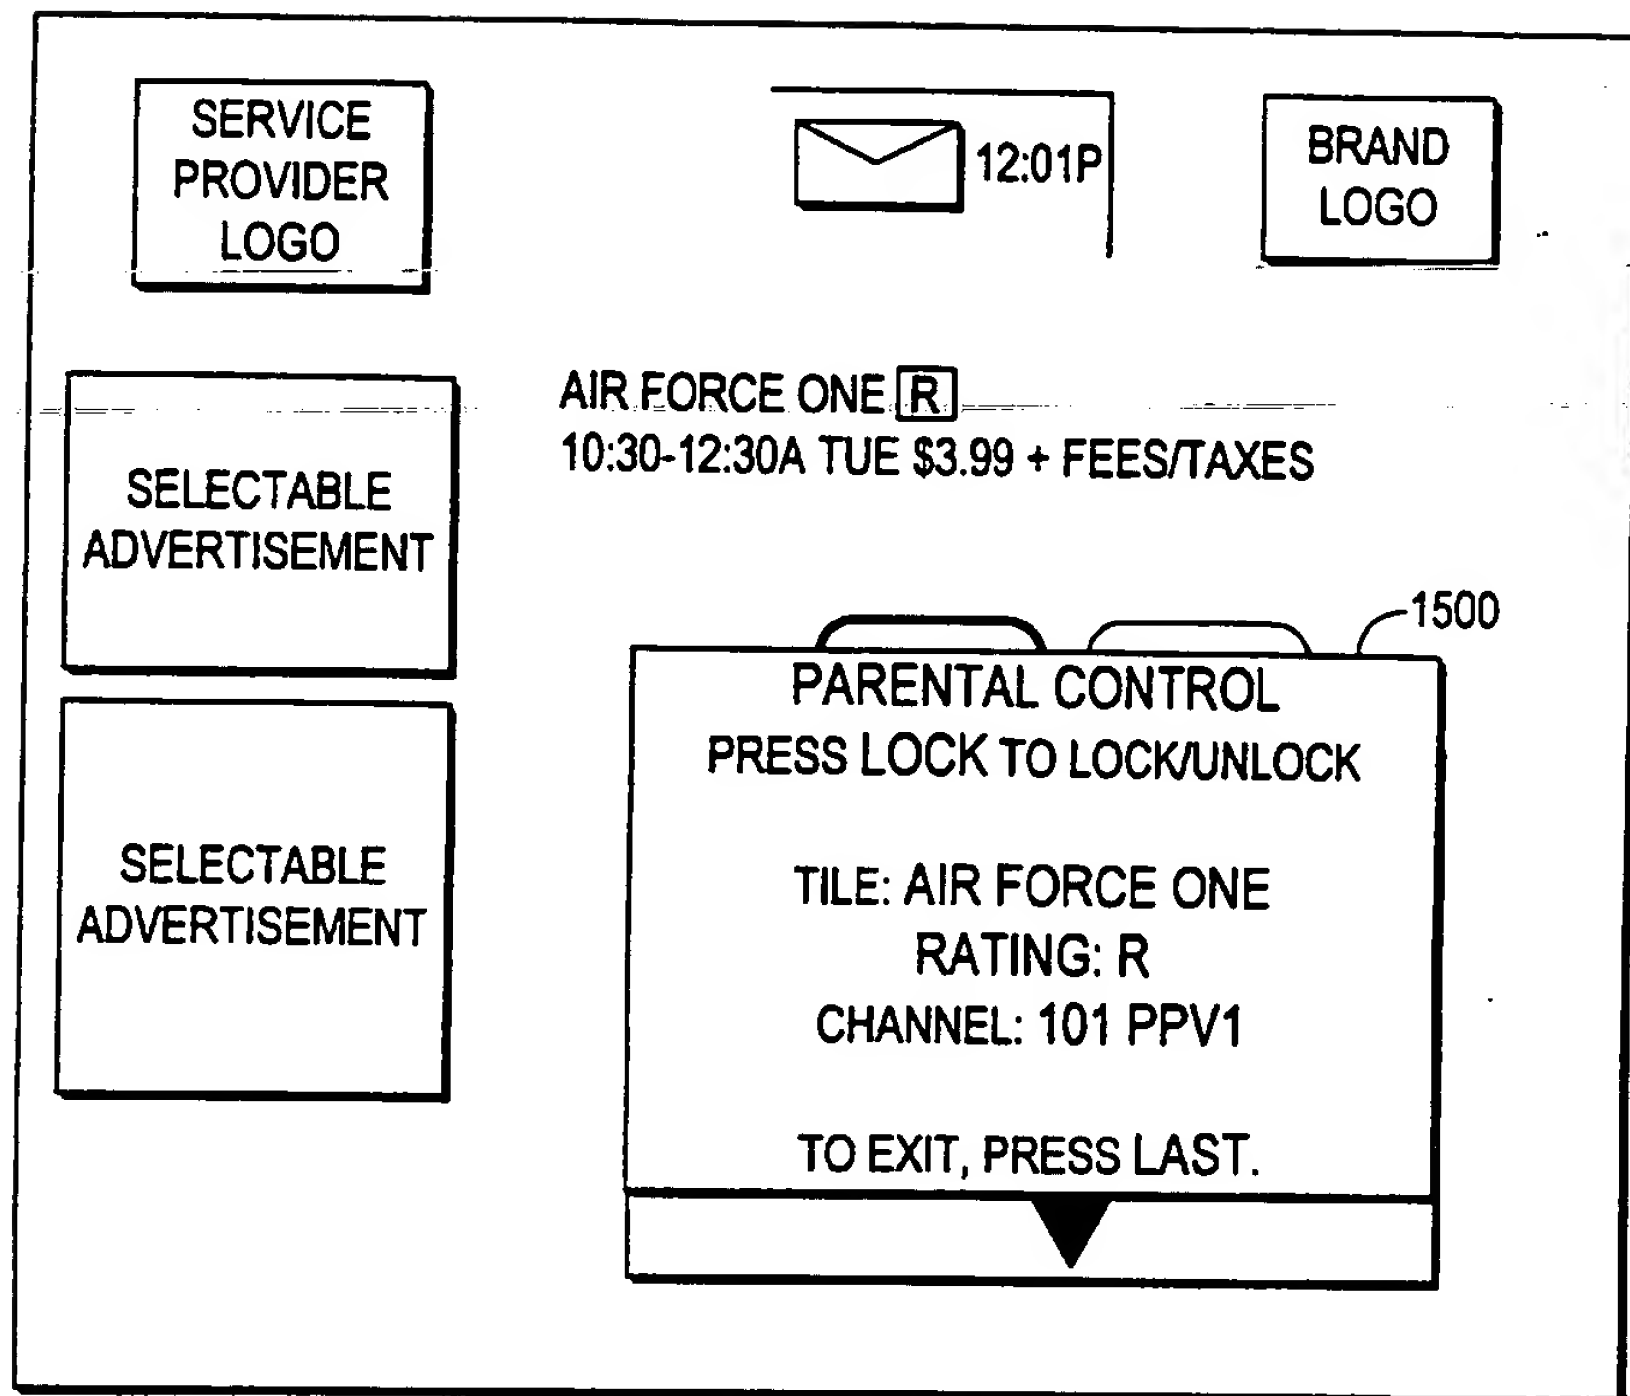 SERVICE
PROVIDER
LOGO
12:01P
BRAND
LOGO
AIR FORCE ONE R
10:30-12:30A TUE $3.99 + FEES/TAXES
SELECTABLE
ADVERTISEMENT
1500
PARENTAL CONTROL
PRESS LOCK TO LOCK/UNLOCK
TILE: AIR FORCE ONE
RATING: R
CHANNEL: 101 PPV1
TO EXIT, PRESS LAST.
SELECTABLE
ADVERTISEMENT